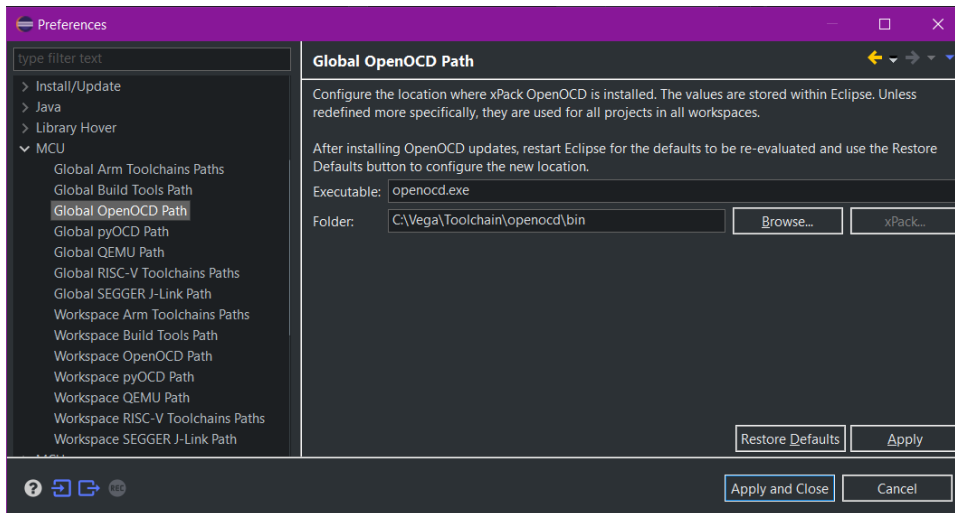 Preferences
type filter text
Install/Update
Java
Library Hover
MCU
Global Arm Toolchains Paths
Global Build Tools Path
Global OpenOCD Path
Global pyOCD Path
Global QEMU Path
Global RISC-V Toolchains Paths
Global SEGGER J-Link Path
Workspace Arm Toolchains Paths
Workspace Build Tools Path
Workspace OpenOCD Path
Workspace pyOCD Path
Workspace QEMU Path
Workspace RISC-V Toolchains Paths
Workspace SEGGER J-Link Path
Global OpenOCD Path
Configure the location where xPack OpenOCD is installed. The values are stored within Eclipse. Unless
redefined more specifically, they are used for all projects in all workspaces.
After installing OpenOCD updates, restart Eclipse for the defaults to be re-evaluated and use the Restore
Defaults button to configure the new location.
Executable: openocd.exe
Folder: C:\Vega\Toolchain\openocd\bin Browse... xPack...
Restore Defaults Apply
? REC Apply and Close Cancel